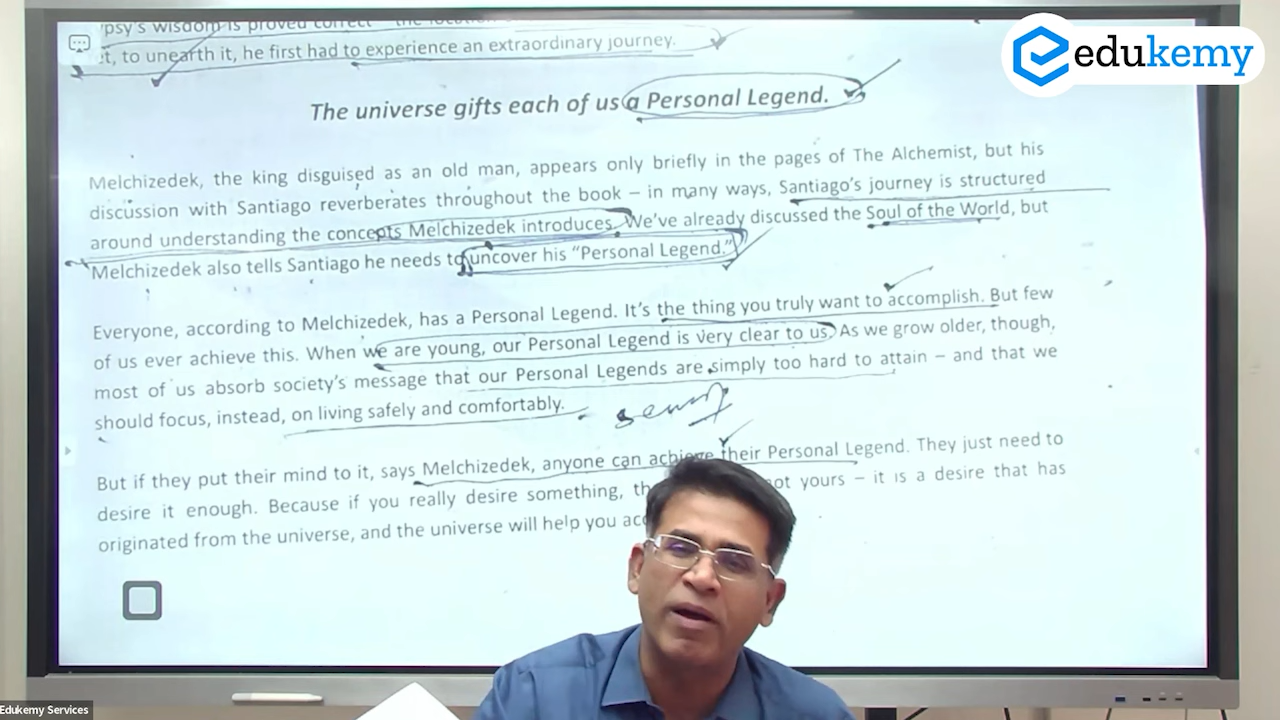 psy's wisdom is proved correct – the
et, to unearth it, he first had to experience an extraordinary journey.
edukemy
The universe gifts each of us a Personal Legend.
Melchizedek, the king disguised as an old man, appears only briefly in the pages of The Alchemist, but his
discussion with Santiago reverberates throughout the book – in many ways, Santiago's journey is structured
around understanding the concepts Melchizedek introduces. We've already discussed the Soul of the World, but
Melchizedek also tells Santiago he needs to uncover his "Personal Legend."
Everyone, according to Melchizedek, has a Personal Legend. It's the thing you truly want to accomplish. But few
of us ever achieve this. When we are young, our Personal Legend is very clear to us. As we grow older, though,
most of us absorb society's message that our Personal Legends are simply too hard to attain – and that we
should focus, instead, on living safely and comfortably.
But if they put their mind to it, says Melchizedek, anyone can achieve their Personal Legend. They just need to
desire it enough. Because if you really desire something, th not yours – it is a desire that has
originated from the universe, and the universe will help you acc
Edukemy Services